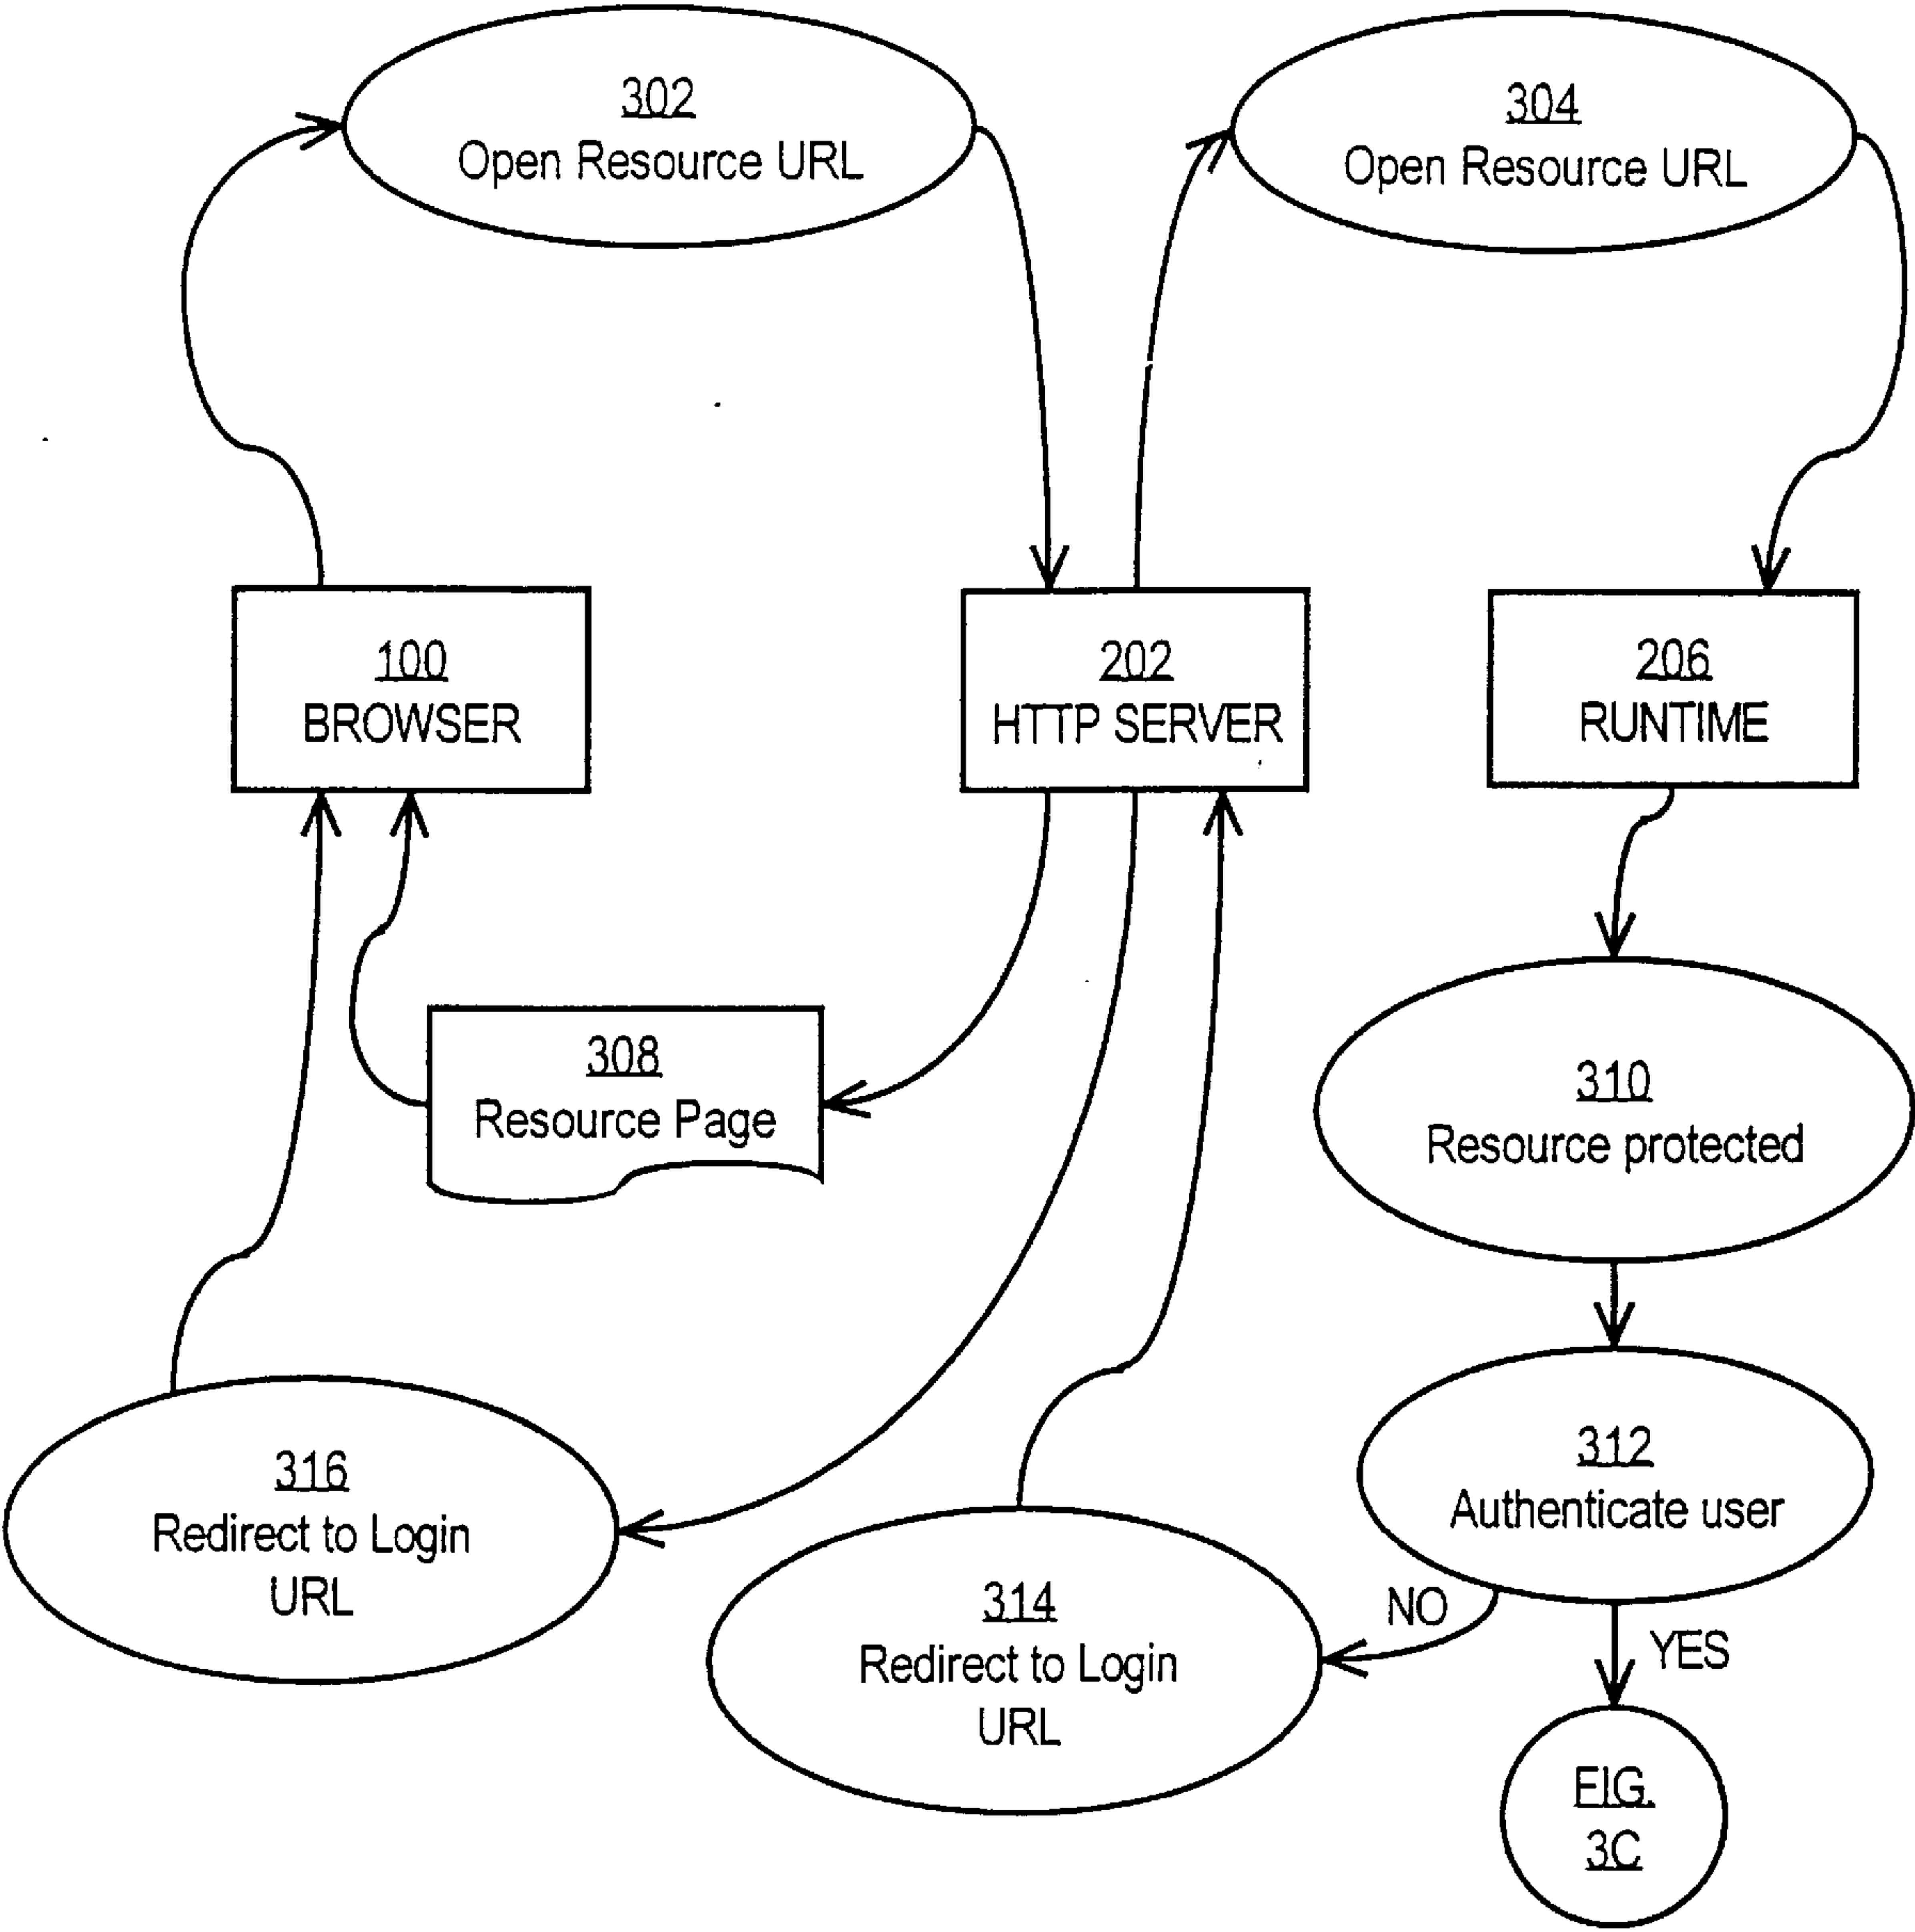 302
Open Resource URL
304
Open Resource URL
100
BROWSER
202
HTTP SERVER
206
RUNTIME
308
Resource Page
310
Resource protected
316
Redirect to Login
URL
314
Redirect to Login
URL
312
Authenticate user
NO
YES
FIG.
3C